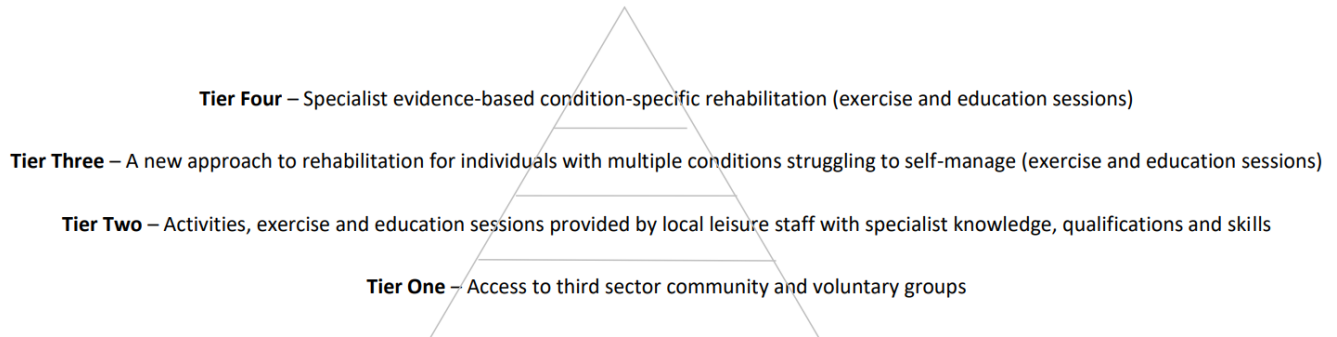 Tier Four – Specialist evidence-based condition-specific rehabilitation (exercise and education sessions)
Tier Three – A new approach to rehabilitation for individuals with multiple conditions struggling to self-manage (exercise and education sessions)
Tier Two – Activities, exercise and education sessions provided by local leisure staff with specialist knowledge, qualifications and skills
Tier One – Access to third sector community and voluntary groups